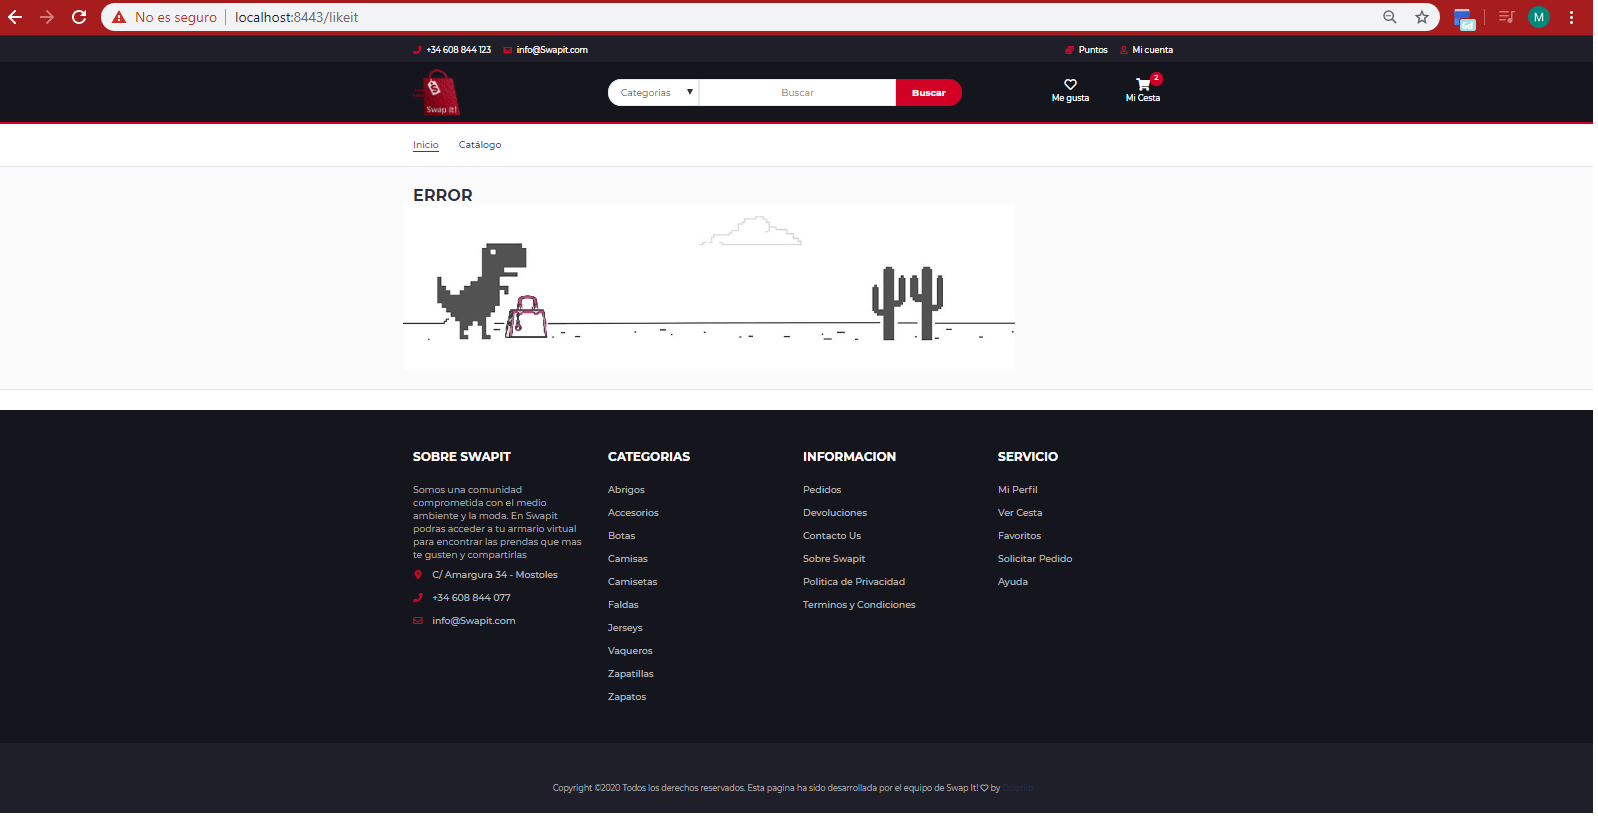 No es seguro localhost:8443/likeit
6d
M
+34 608 844 123 info@Swapit.com Puntos Mi cuenta
Swap It!
Categorias Buscar Buscar
2
Me gusta Mi Cesta
Inicio Catálogo
ERROR
SOBRE SWAPIT
Somos una comunidad
comprometida con el medio
ambiente y la moda. En Swapit
podras acceder a tu armario virtual
para encontrar las prendas que mas
te gusten y compartirlas
C/ Amargura 34 - Mostoles
+34 608 844 077
info@Swapit.com
CATEGORIAS
Abrigos
Accesorios
Botas
Camisas
Camisetas
Faldas
Jerseys
Vaqueros
Zapatillas
Zapatos
INFORMACION
Pedidos
Devoluciones
Contacto Us
Sobre Swapit
Politica de Privacidad
Terminos y Condiciones
SERVICIO
Mi Perfil
Ver Cesta
Favoritos
Solicitar Pedido
Ayuda
Copyright ©2020 Todos los derechos reservados. Esta pagina ha sido desarrollada por el equipo de Swap It! ♡ by